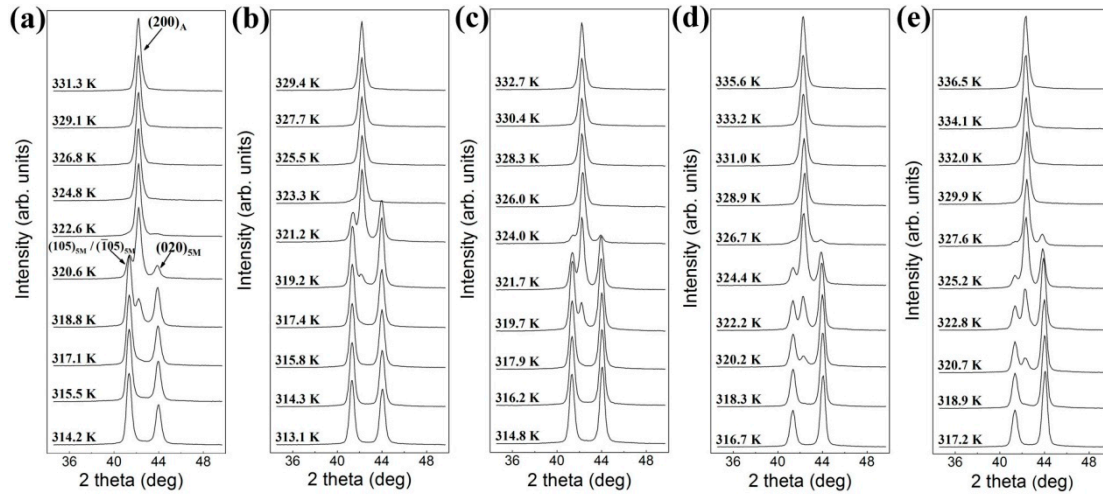 (a)
(200)A
331.3 K
329.1 K
326.8 K
324.8 K
322.6 K
(105)5M / (1̅05)5M
(020)5M
320.6 K
318.8 K
317.1 K
315.5 K
314.2 K
36 40 44 48
2 theta (deg)
Intensity (arb. units)
(b)
329.4 K
327.7 K
325.5 K
323.3 K
321.2 K
319.2 K
317.4 K
315.8 K
314.3 K
313.1 K
36 40 44 48
2 theta (deg)
Intensity (arb. units)
(c)
332.7 K
330.4 K
328.3 K
326.0 K
324.0 K
321.7 K
319.7 K
317.9 K
316.2 K
314.8 K
36 40 44 48
2 theta (deg)
Intensity (arb. units)
(d)
335.6 K
333.2 K
331.0 K
328.9 K
326.7 K
324.4 K
322.2 K
320.2 K
318.3 K
316.7 K
36 40 44 48
2 theta (deg)
Intensity (arb. units)
(e)
336.5 K
334.1 K
332.0 K
329.9 K
327.6 K
325.2 K
322.8 K
320.7 K
318.9 K
317.2 K
36 40 44 48
2 theta (deg)
Intensity (arb. units)